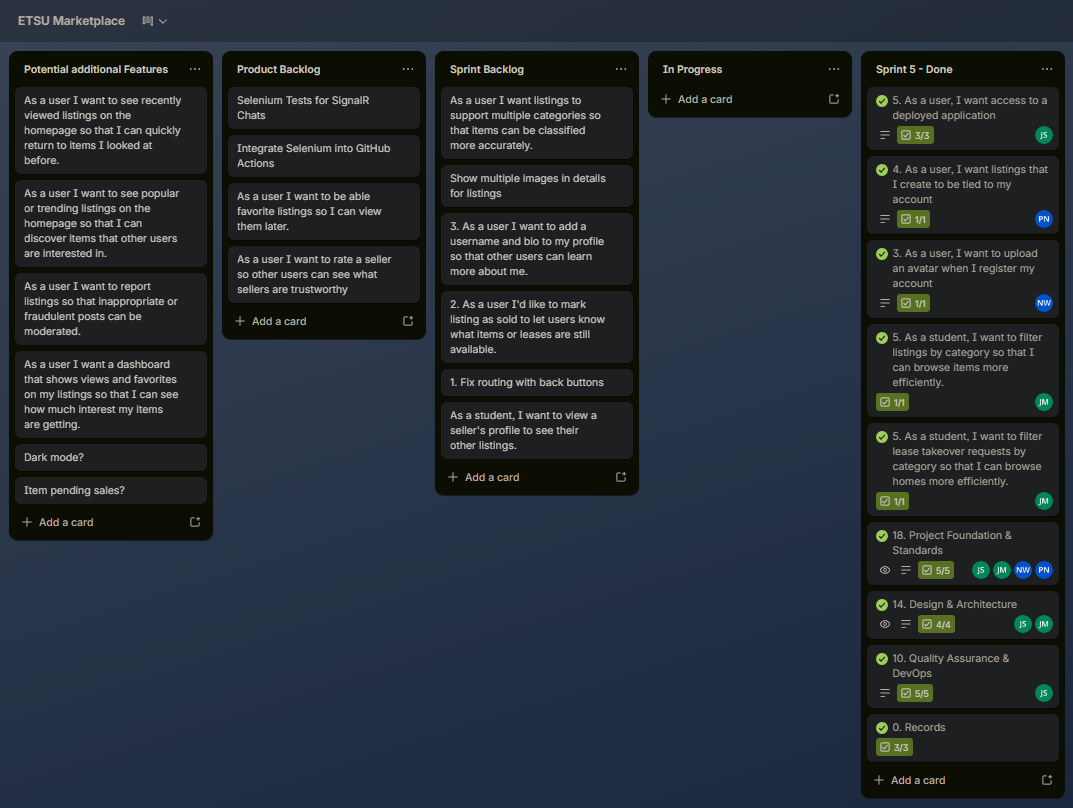 ETSU Marketplace
Potential additional Features
As a user I want to see recently
viewed listings on the
homepage so that I can quickly
return to items I looked at
before.
As a user I want to see popular
or trending listings on the
homepage so that I can
discover items that other users
are interested in.
As a user I want to report
listings so that inappropriate or
fraudulent posts can be
moderated.
As a user I want a dashboard
that shows views and favorites
on my listings so that I can see
how much interest my items
are getting.
Dark mode?
Item pending sales?
Add a card
Product Backlog
Selenium Tests for SignalR
Chats
Integrate Selenium into GitHub
Actions
As a user I want to be able
favorite listings so I can view
them later.
As a user I want to rate a seller
so other users can see what
sellers are trustworthy
Add a card
Sprint Backlog
As a user I want listings to
support multiple categories so
that items can be classified
more accurately.
Show multiple images in details
for listings
3. As a user I want to add a
username and bio to my profile
so that other users can learn
more about me.
2. As a user I'd like to mark
listing as sold to let users know
what items or leases are still
available.
1. Fix routing with back buttons
As a student, I want to view a
seller's profile to see their
other listings.
Add a card
In Progress
Add a card
Sprint 5 - Done
5. As a user, I want access to a
deployed application
3/3 JS
4. As a user, I want listings that
I create to be tied to my
account
1/1 PN
3. As a user, I want to upload
an avatar when I register my
account
1/1 NW
5. As a student, I want to filter
listings by category so that I
can browse items more
efficiently.
1/1 JM
5. As a student, I want to filter
lease takeover requests by
category so that I can browse
homes more efficiently.
1/1 JM
18. Project Foundation &
Standards
5/5 JS JM NW PN
14. Design & Architecture
4/4 JS JM
10. Quality Assurance &
DevOps
5/5 JS
0. Records
3/3
Add a card